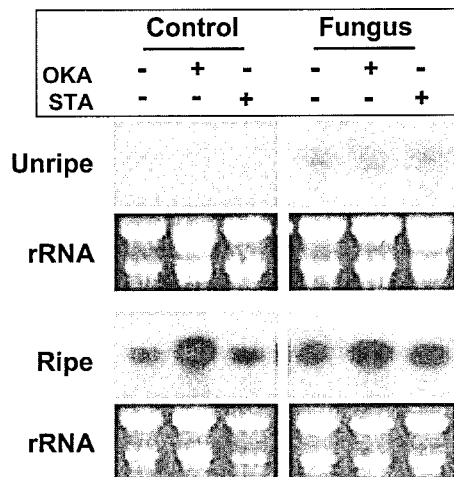 Control Fungus
OKA - + - - + -
STA - - + - - +
Unripe
rRNA
Ripe
rRNA